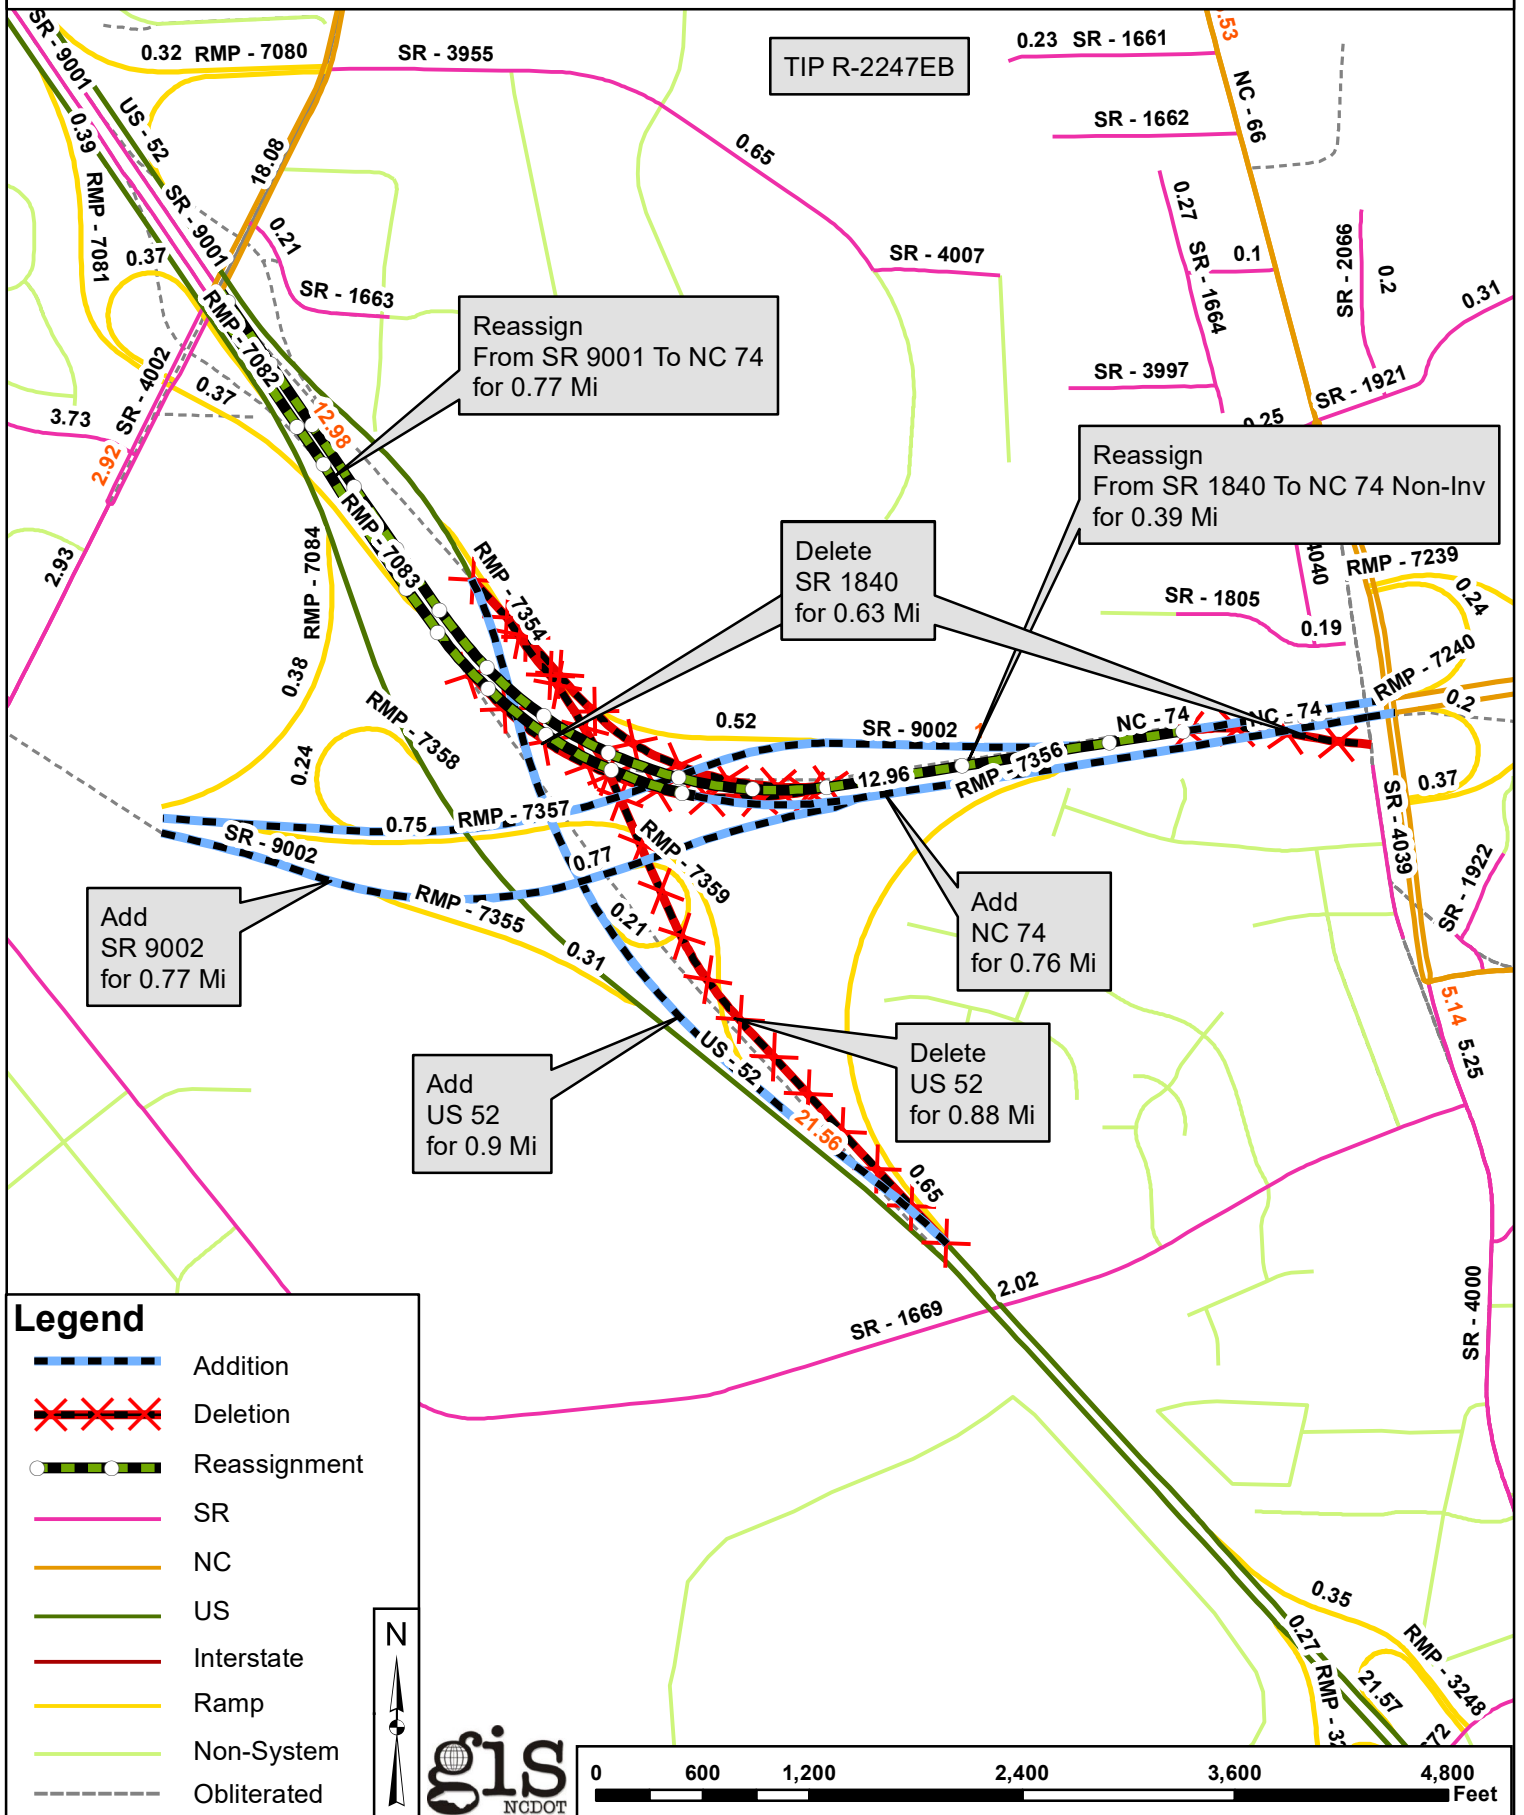 SR - 9001
0.32 RMP - 7080
SR - 3955
TIP R-2247EB
0.23 SR - 1661
NC - 66
SR - 1662
0.39
US - 52
18.08
0.65
RMP - 7081
SR - 9001
0.27
0.21
0.37
SR - 1663
SR - 4007
0.1
SR - 1664
SR - 2066
0.2
0.31
RMP - 7082
Reassign
From SR 9001 To NC 74
for 0.77 Mi
SR - 4002
0.37
SR - 3997
SR - 1921
0.25
3.73
12.98
2.92
Reassign
From SR 1840 To NC 74 Non-Inv
for 0.39 Mi
RMP - 7083
2.93
RMP - 7084
RMP - 7354
Delete
SR 1840
for 0.63 Mi
4040
RMP - 7239
0.24
SR - 1805
0.19
0.38
RMP - 7240
0.2
RMP - 7358
0.52
SR - 9002
NC - 74
NC - 74
0.24
12.96
RMP - 7356
0.37
0.75
RMP - 7357
SR - 9002
0.77
RMP - 7359
SR - 4039
SR - 1922
Add
SR 9002
for 0.77 Mi
RMP - 7355
0.21
0.31
Add
NC 74
for 0.76 Mi
5.14
5.25
US - 52
Delete
US 52
for 0.88 Mi
Add
US 52
for 0.9 Mi
21.56
0.65
2.02
SR - 1669
SR - 4000
Legend
Addition
Deletion
Reassignment
SR
NC
US
Interstate
Ramp
Non-System
Obliterated
N
gis
NCDOT
0.35
0.27
RMP - 3248
21.57
0 600 1,200 2,400 3,600 4,800
Feet